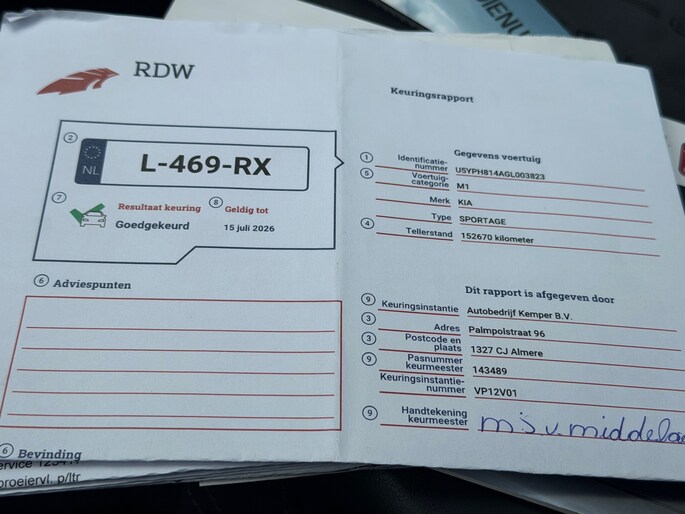 DIENU
RDW
Keuringsrapport
2
NL
L-469-RX
7 Resultaat keuring
Goedgekeurd
8 Geldig tot
15 juli 2026
Gegevens voertuig
1 Identificatie-
nummer U5YPH814AGL003823
5 Voertuig-
categorie M1
Merk KIA
Type SPORTAGE
4 Tellerstand 152670 kilometer
6 Adviespunten
Dit rapport is afgegeven door
9 Keuringsinstantie Autobedrijf Kemper B.V.
3 Adres Palmpolstraat 96
3 Postcode en
plaats 1327 CJ Almere
9 Pasnummer
keurmeester 143489
Keuringsinstantie-
nummer VP12V01
9 Handtekening
keurmeester m.s.v. middela
6 Bevinding
p/ltr